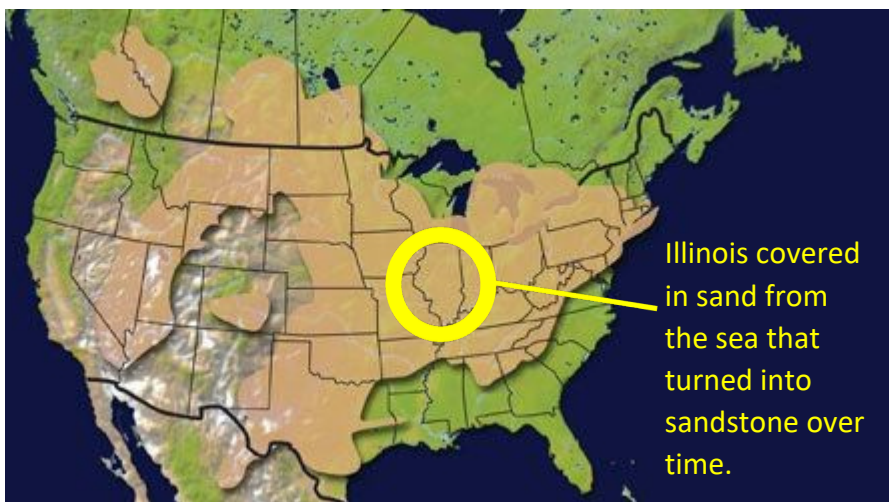 Illinois covered
in sand from
the sea that
turned into
sandstone over
time.